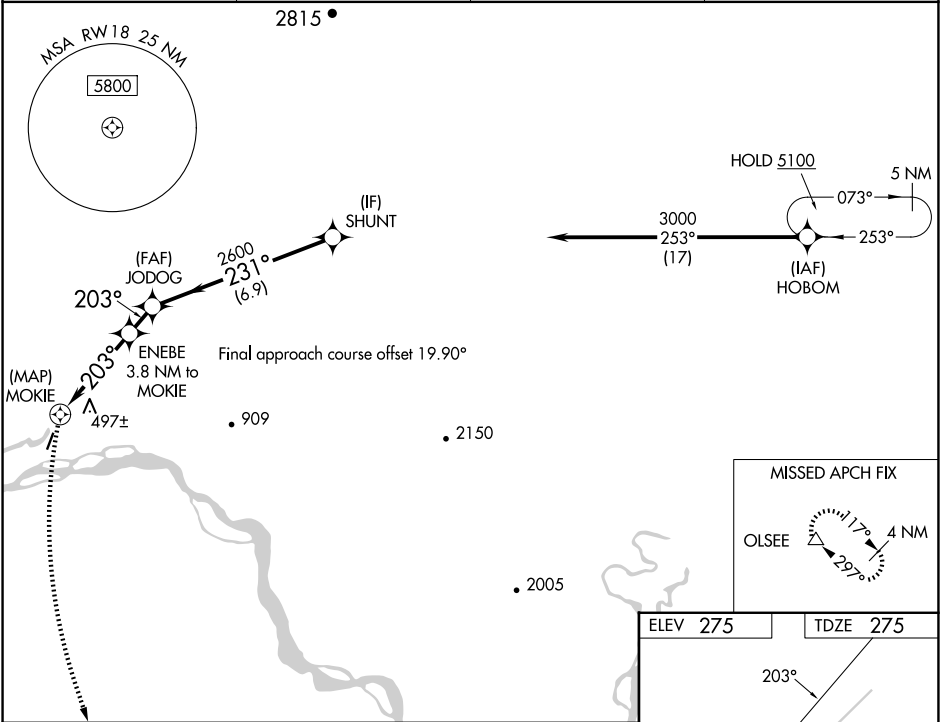 2815
MSA RW18 25 NM
5800
HOLD 5100
5 NM
073°
253°
3000
253°
(17)
(IAF)
HOBOM
(IF)
SHUNT
2600
231°
(6.9)
(FAF)
JODOG
203°
ENEBE
3.8 NM to
MOKIE
Final approach course offset 19.90°
203°
(MAP)
MOKIE
497±
909
2150
2005
MISSED APCH FIX
OLSEE
117°
4 NM
297°
ELEV 275
TDZE 275
203°